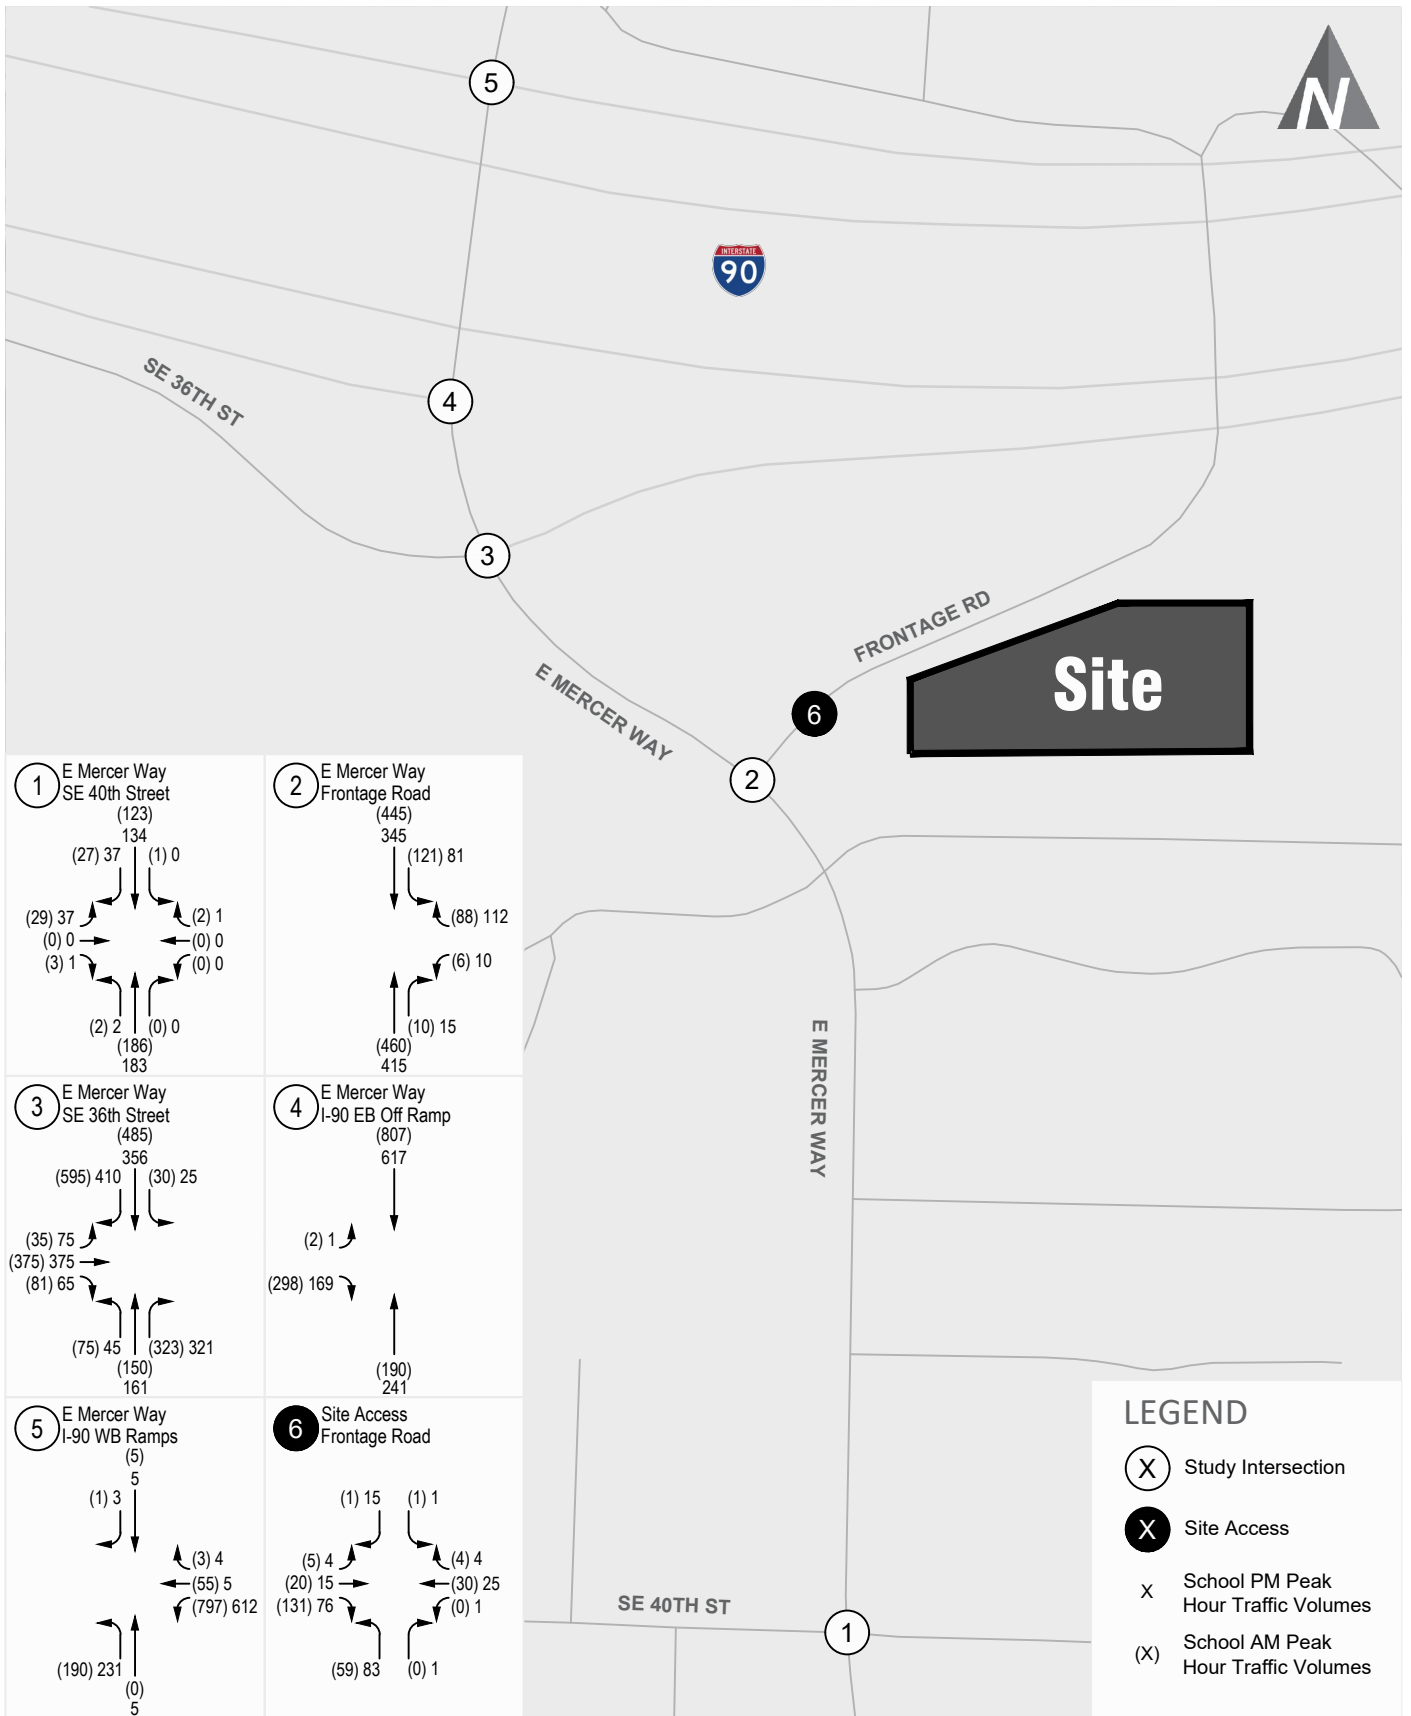 5
N
INTERSTATE
90
4
SE 36TH ST
3
FRONTAGE RD
Site
E MERCER WAY
6
2
E MERCER WAY
SE 40TH ST
1
1
E Mercer Way
SE 40th Street
(123)
134
(27) 37
(1) 0
(29) 37
(2) 1
(0) 0
(0) 0
(3) 1
(0) 0
(2) 2
(0) 0
(186)
183
2
E Mercer Way
Frontage Road
(445)
345
(121) 81
(88) 112
(6) 10
(10) 15
(460)
415
3
E Mercer Way
SE 36th Street
(485)
356
(595) 410
(30) 25
(35) 75
(375) 375
(81) 65
(75) 45
(323) 321
(150)
161
4
E Mercer Way
I-90 EB Off Ramp
(807)
617
(2) 1
(298) 169
(190)
241
5
E Mercer Way
I-90 WB Ramps
(5)
5
(1) 3
(3) 4
(55) 5
(797) 612
(190) 231
(0)
5
6
Site Access
Frontage Road
(1) 15
(1) 1
(5) 4
(4) 4
(20) 15
(30) 25
(131) 76
(0) 1
(59) 83
(0) 1
LEGEND
X
Study Intersection
X
Site Access
X
School PM Peak
Hour Traffic Volumes
(X)
School AM Peak
Hour Traffic Volumes